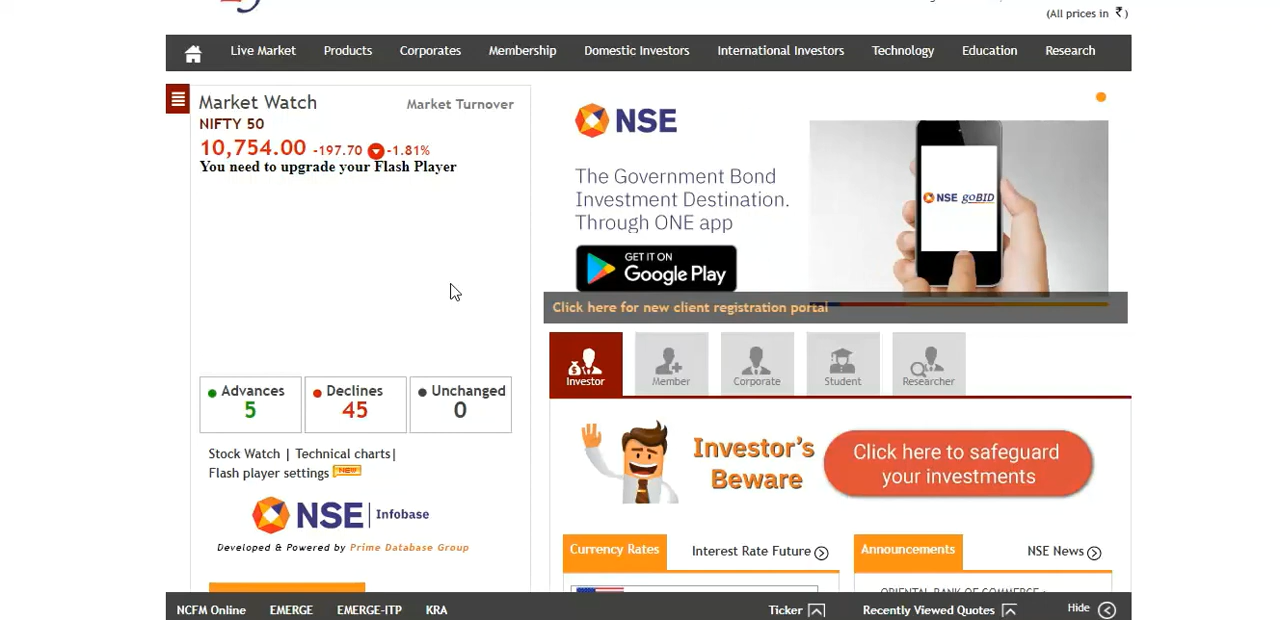 (All prices in ₹ )
Live Market Products Corporates Membership Domestic Investors International Investors Technology Education Research
Market Watch Market Turnover
NIFTY 50
10,754.00 -197.70 -1.81%
You need to upgrade your Flash Player
Advances
5
Declines
45
Unchanged
0
Stock Watch | Technical charts|
Flash player settings NEW
NSE | Infobase
Developed & Powered by Prime Database Group
NSE
The Government Bond
Investment Destination.
Through ONE app
GET IT ON
Google Play
NSE goBID
Click here for new client registration portal
Investor
Member
Corporate
Student
Researcher
Investor's
Beware
Click here to safeguard
your investments
Currency Rates Interest Rate Future
Announcements NSE News
ORIENTAL BANK OF COMMERCE :
NCFM Online EMERGE EMERGE-ITP KRA Ticker Recently Viewed Quotes Hide